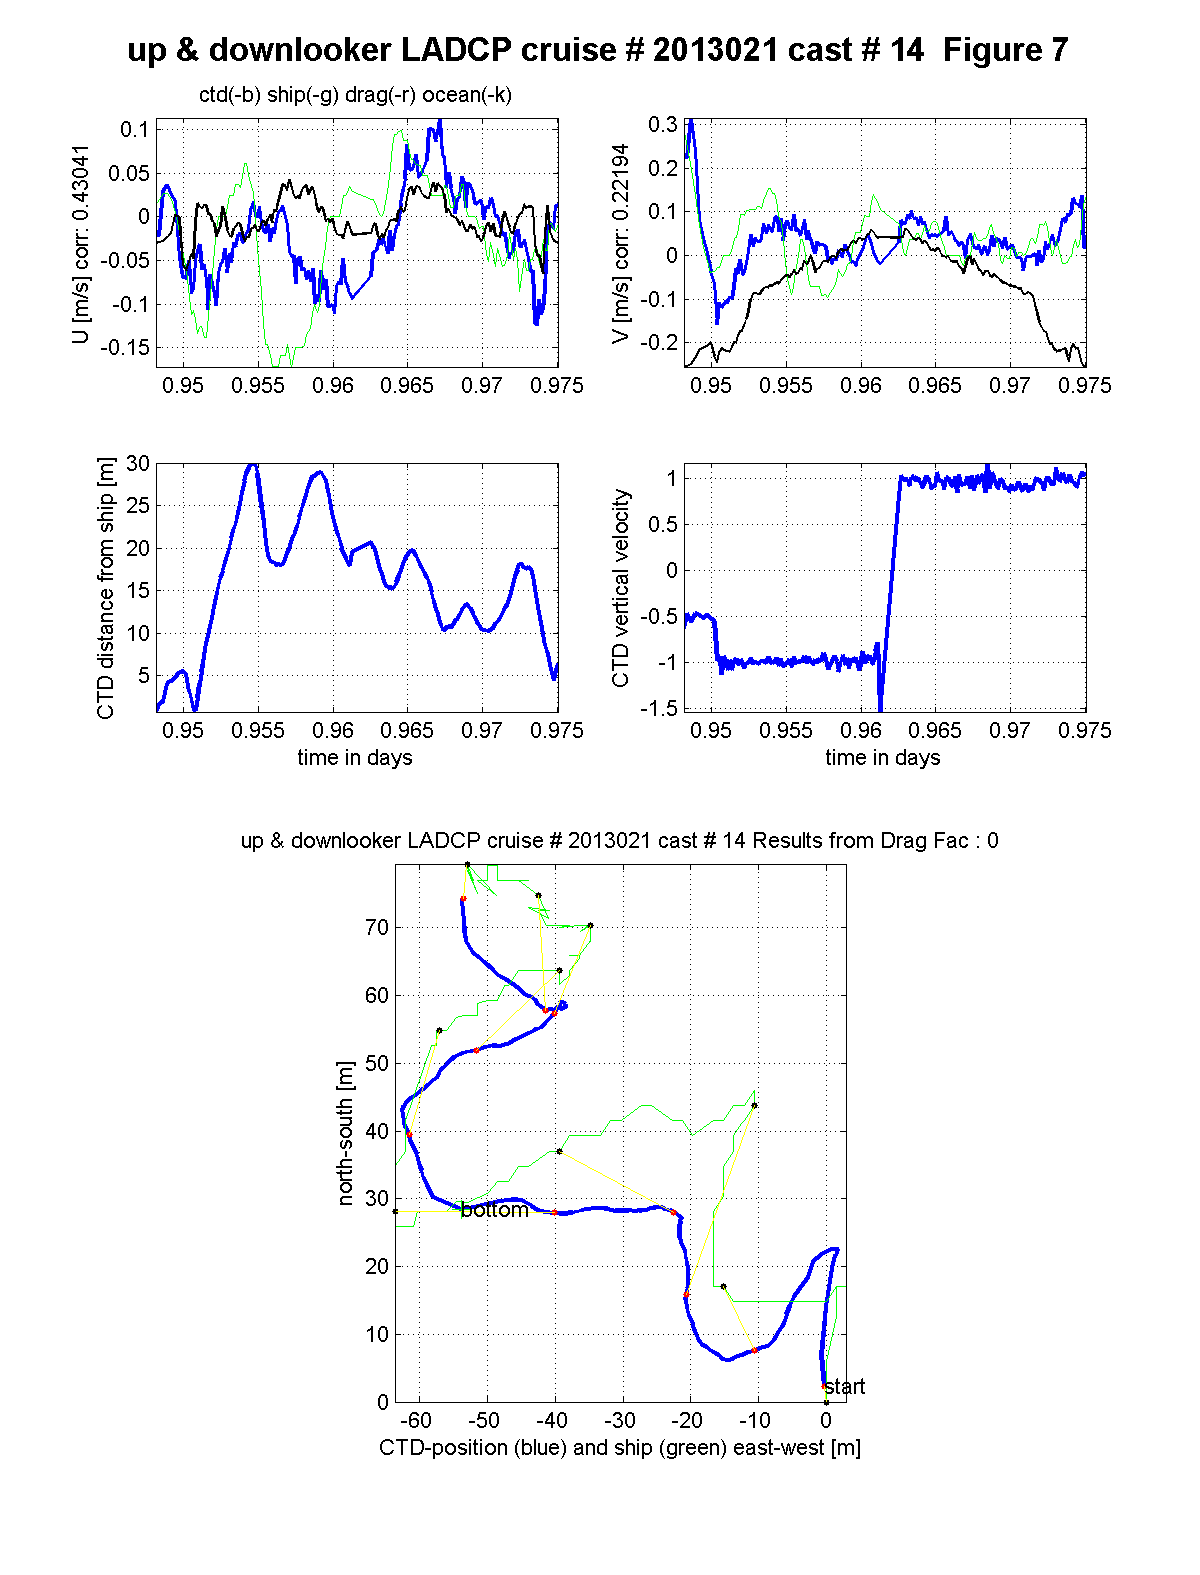 up & downlooker LADCP cruise # 2013021 cast # 14  Figure 7
ctd(-b) ship(-g) drag(-r) ocean(-k)
U [m/s] corr: 0.43041
0.1
0.05
0
-0.05
-0.1
-0.15
0.95 0.955 0.96 0.965 0.97 0.975
V [m/s] corr: 0.22194
0.3
0.2
0.1
0
-0.1
-0.2
0.95 0.955 0.96 0.965 0.97 0.975
CTD distance from ship [m]
30
25
20
15
10
5
0.95 0.955 0.96 0.965 0.97 0.975
time in days
CTD vertical velocity
1
0.5
0
-0.5
-1
-1.5
0.95 0.955 0.96 0.965 0.97 0.975
time in days
up & downlooker LADCP cruise # 2013021 cast # 14 Results from Drag Fac : 0
north-south [m]
70
60
50
40
30
20
10
0
bottom
start
-60 -50 -40 -30 -20 -10 0
CTD-position (blue) and ship (green) east-west [m]